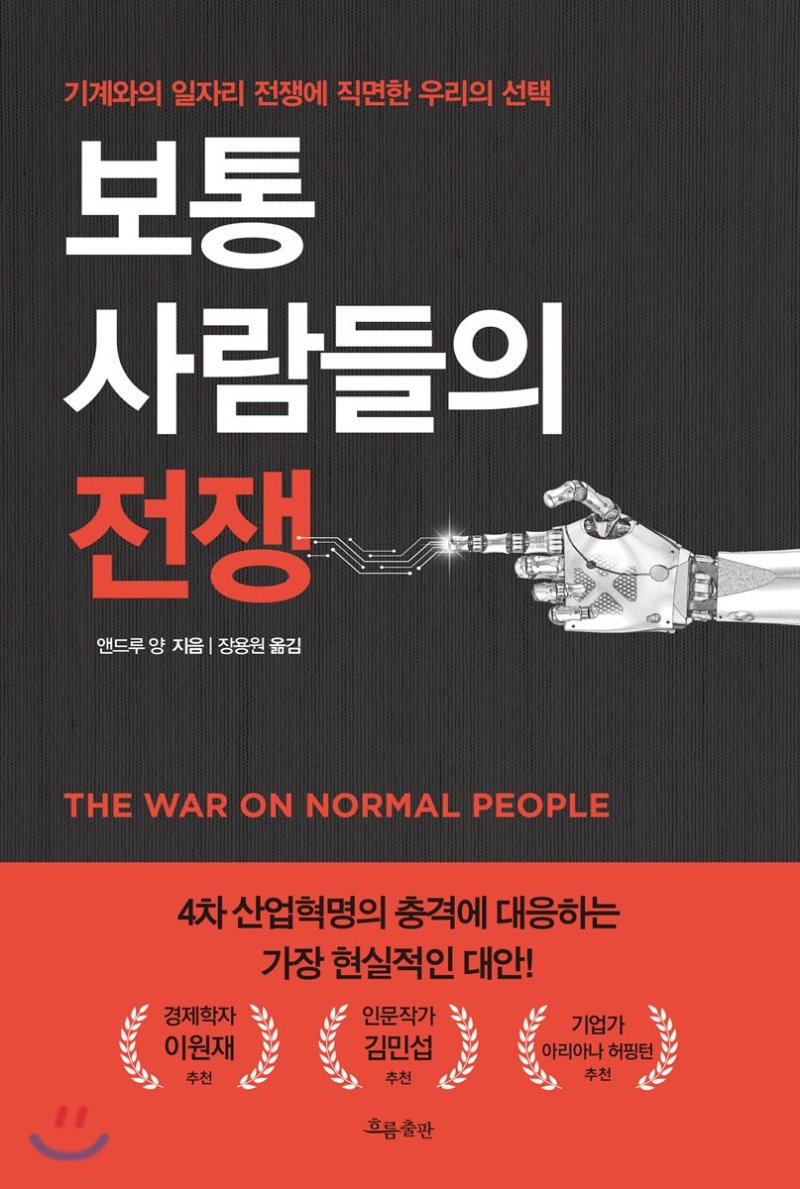 기계와의 일자리 전쟁에 직면한 우리의 선택
보통
사람들의
전쟁
앤드루 양 지음 | 장용원 옮김
THE WAR ON NORMAL PEOPLE
4차 산업혁명의 충격에 대응하는
가장 현실적인 대안!
경제학자
이원재
추천
인문작가
김민섭
추천
기업가
아리아나 허핑턴
추천
흐름출판